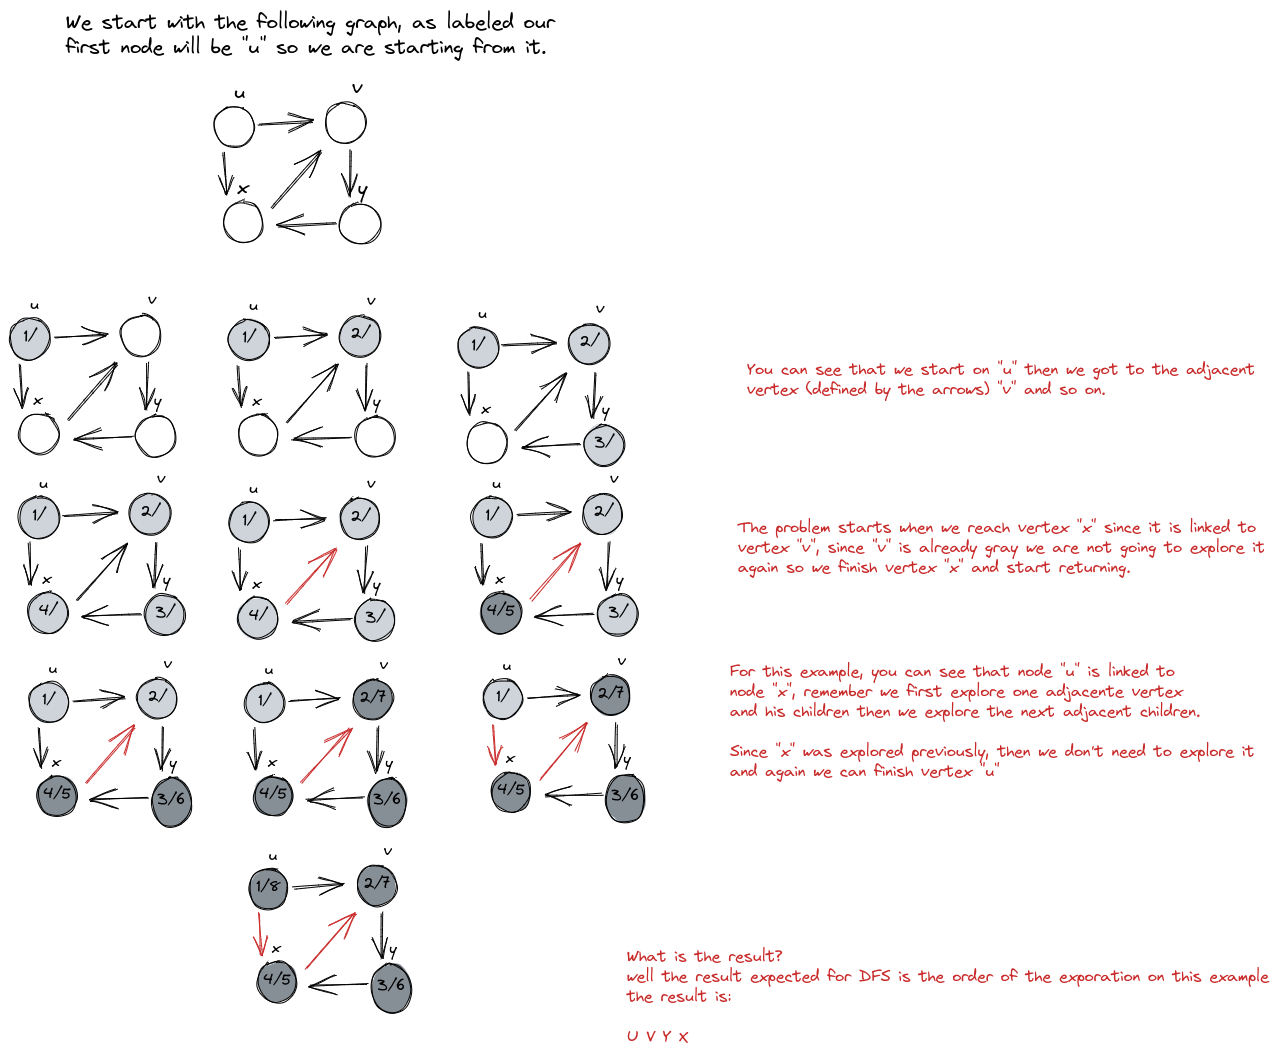 We start with the following graph, as labeled our
first node will be "u" so we are starting from it.
u v
x y
u v u v u v
1/ 1/ 2/ 1/ 2/
x y x y x y
3/
u v u v u v
1/ 2/ 1/ 2/ 1/ 2/
x y x y x y
4/ 3/ 4/ 3/ 4/5 3/
u v u v u v
1/ 2/ 1/ 2/7 1/ 2/7
x y x y x y
4/5 3/6 4/5 3/6 4/5 3/6
u v
1/8 2/7
x y
4/5 3/6
You can see that we start on "u" then we got to the adjacent
vertex (defined by the arrows) "v" and so on.
The problem starts when we reach vertex "x" since it is linked to
vertex "v", since "v" is already gray we are not going to explore it
again so we finish vertex "x" and start returning.
For this example, you can see that node "u" is linked to
node "x", remember we first explore one adjacente vertex
and his children then we explore the next adjacent children.
Since "x" was explored previously, then we don't need to explore it
and again we can finish vertex "u"
What is the result?
well the result expected for DFS is the order of the exporation on this example
the result is:
U V Y X